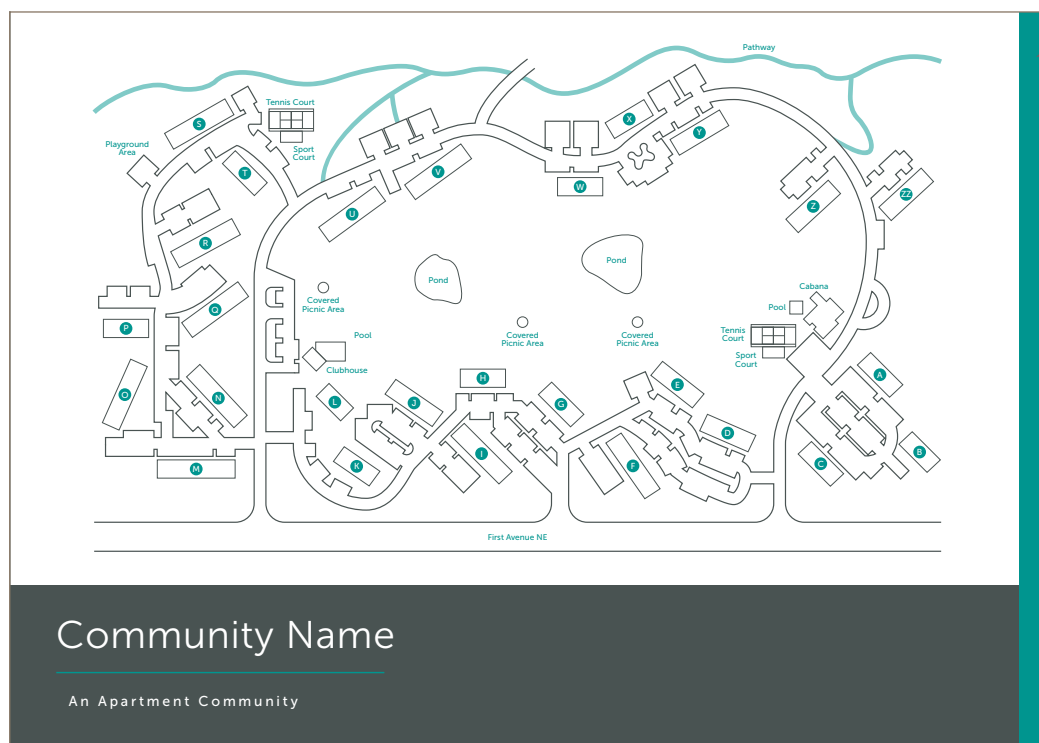 Pathway
Tennis Court
S
X
Y
Playground
Area
Sport
Court
T
V
W
ZZ
U
Z
R
Pond
Pond
Cabana
Covered
Picnic Area
Pool
Q
P
Covered
Picnic Area
Covered
Picnic Area
Tennis
Court
Pool
Sport
Court
Clubhouse
H
E
A
O
N
L
J
G
D
I
B
M
K
F
C
First Avenue NE
Community Name
An Apartment Community